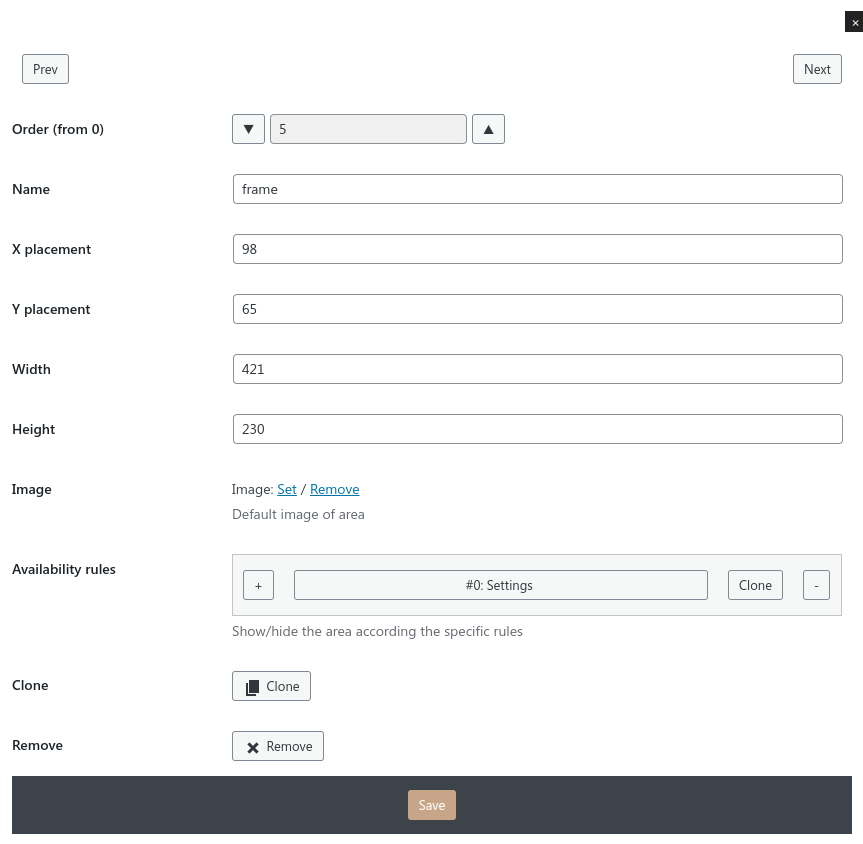 ×
Prev Next
Order (from 0) ▼ 5 ▲
Name frame
X placement 98
Y placement 65
Width 421
Height 230
Image Image: Set / Remove
Default image of area
Availability rules + #0: Settings Clone -
Show/hide the area according the specific rules
Clone Clone
Remove Remove
Save